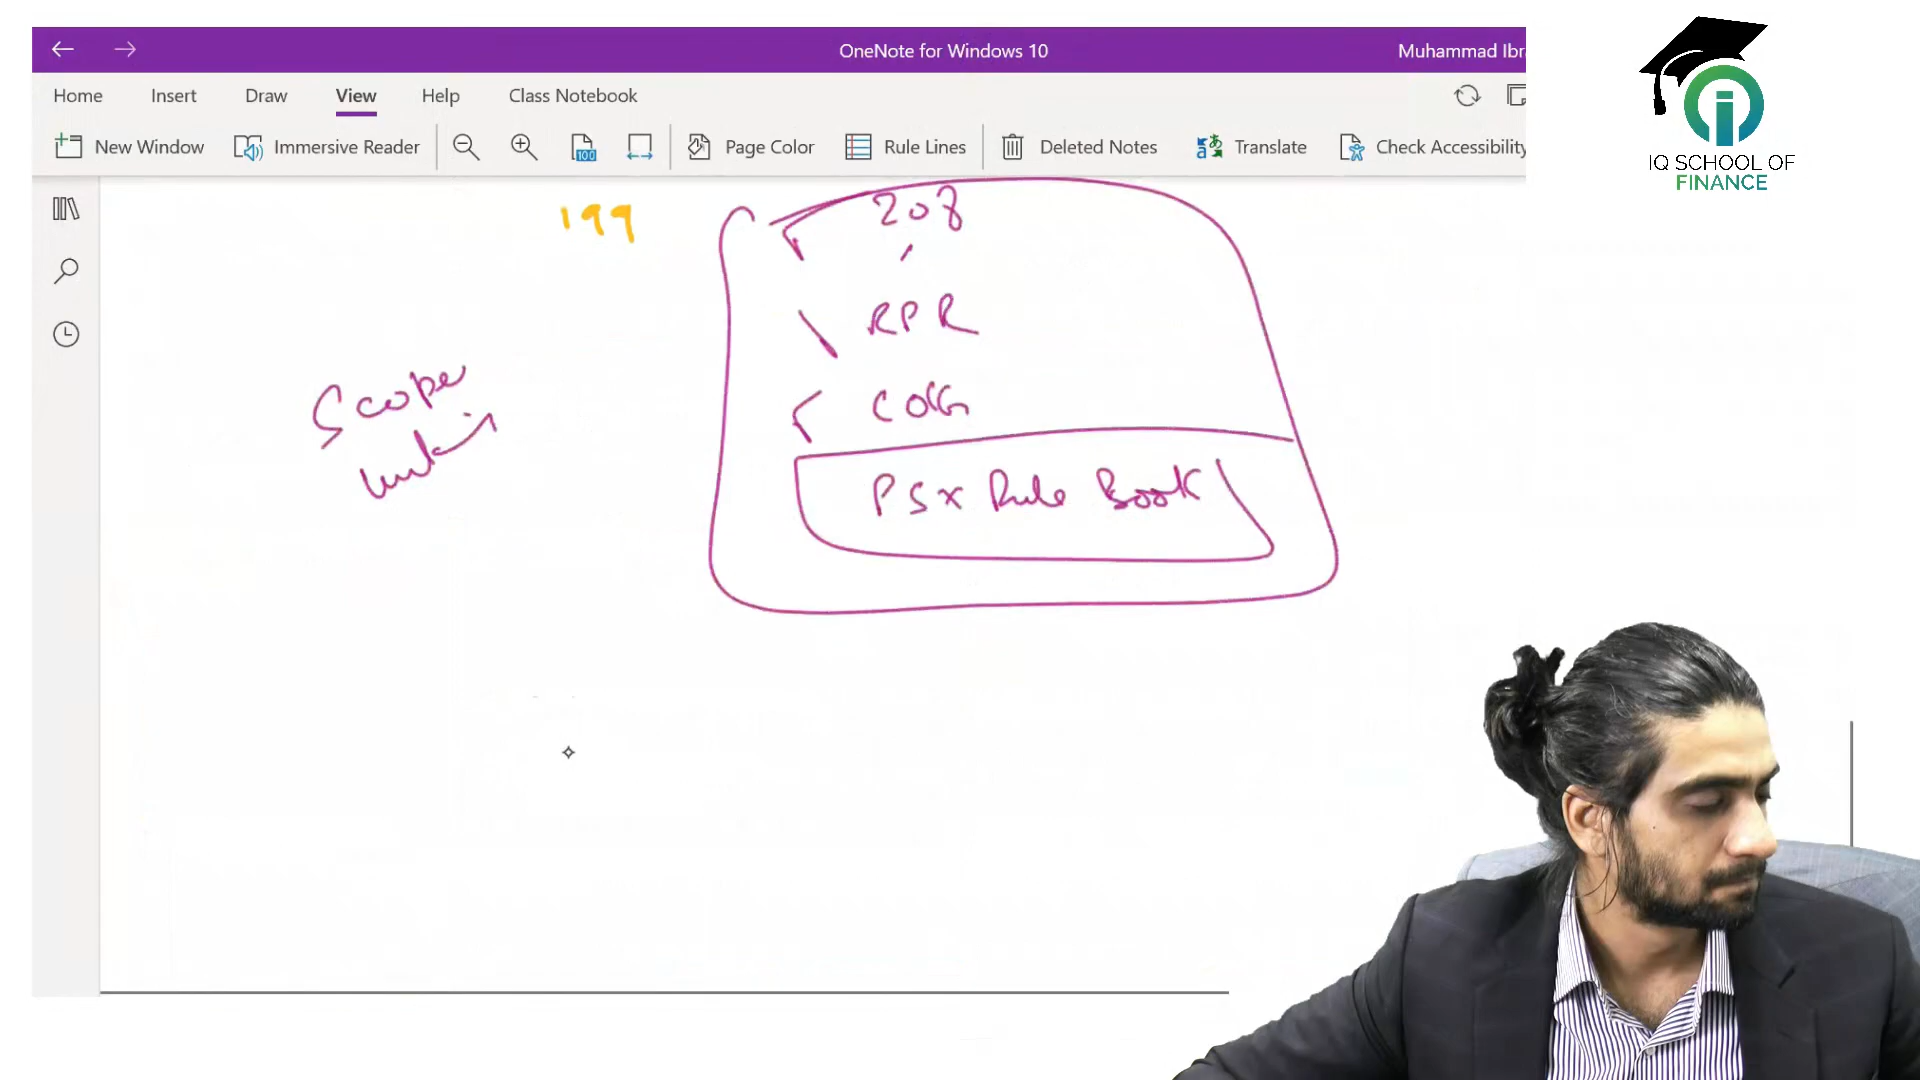 OneNote for Windows 10
Muhammad Ibr
Home Insert Draw View Help Class Notebook
New Window Immersive Reader 100 Page Color Rule Lines Deleted Notes Translate Check Accessibility
IQ SCHOOL OF
FINANCE
199
208
RPR
Scope
PSX Rule Book